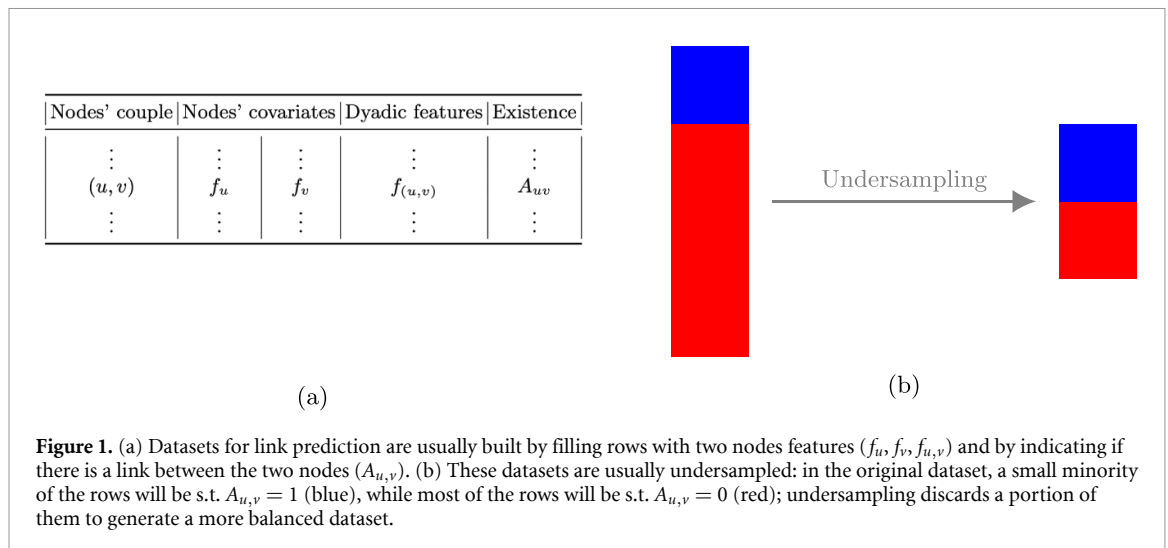 Nodes' couple Nodes' covariates Dyadic features Existence
⋮ ⋮ ⋮ ⋮ ⋮
(u, v) f_u f_v f_(u,v) A_uv
⋮ ⋮ ⋮ ⋮ ⋮
Undersampling
(a)
(b)
Figure 1. (a) Datasets for link prediction are usually built by filling rows with two nodes features (f_u, f_v, f_u,v) and by indicating if
there is a link between the two nodes (A_u,v). (b) These datasets are usually undersampled: in the original dataset, a small minority
of the rows will be s.t. A_u,v = 1 (blue), while most of the rows will be s.t. A_u,v = 0 (red); undersampling discards a portion of
them to generate a more balanced dataset.